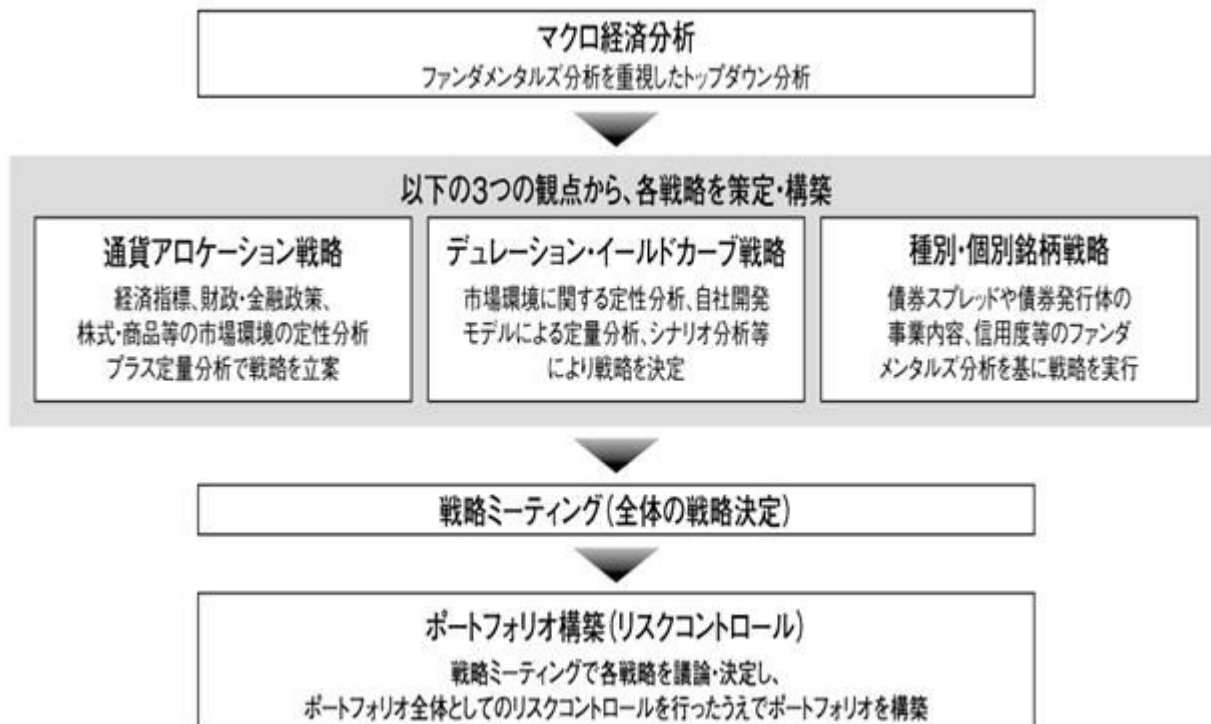 マクロ経済分析
ファンダメンタルズ分析を重視したトップダウン分析
以下の3つの観点から、各戦略を策定・構築
通貨アロケーション戦略
経済指標、財政・金融政策、
株式・商品等の市場環境の定性分析
プラス定量分析で戦略を立案
デュレーション・イールドカーブ戦略
市場環境に関する定性分析、自社開発
モデルによる定量分析、シナリオ分析等
により戦略を決定
種別・個別銘柄戦略
債券スプレッドや債券発行体の
事業内容、信用度等のファンダ
メンタルズ分析を基に戦略を実行
戦略ミーティング(全体の戦略決定)
ポートフォリオ構築(リスクコントロール)
戦略ミーティングで各戦略を議論・決定し、
ポートフォリオ全体としてのリスクコントロールを行ったうえでポートフォリオを構築